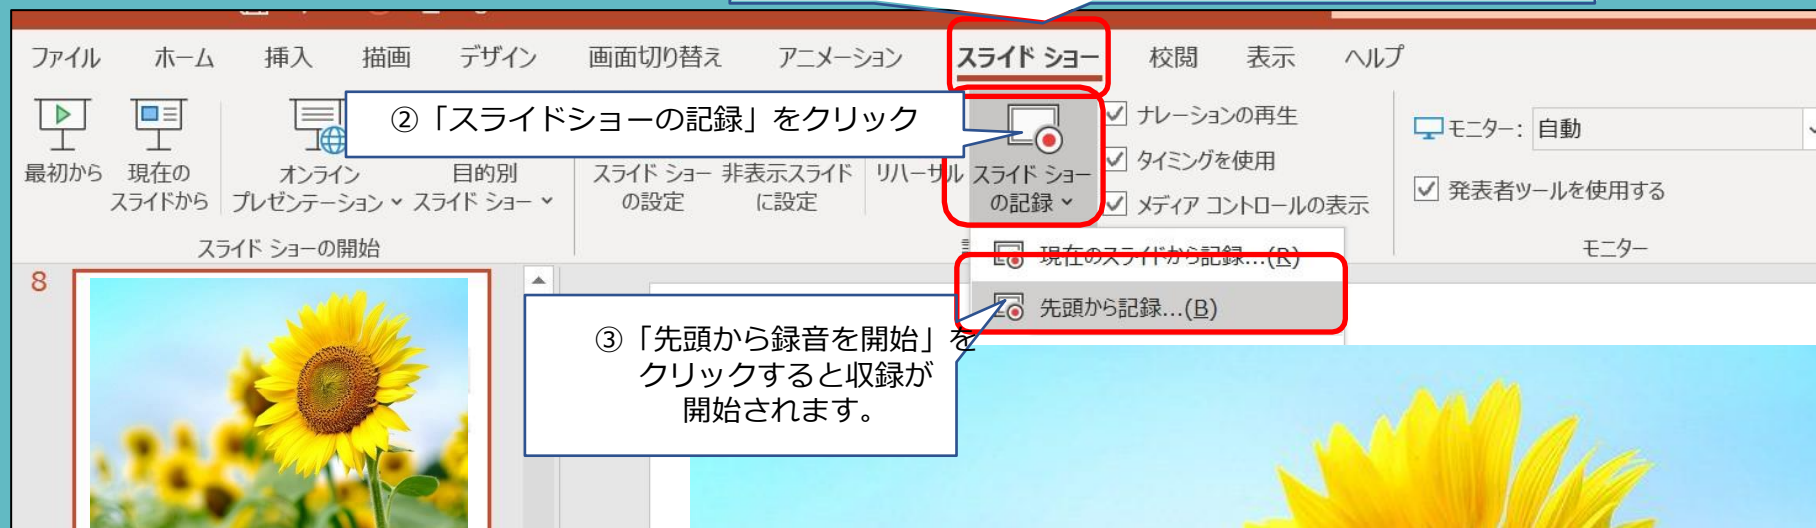 ファイル ホーム 挿入 描画 デザイン 画面切り替え アニメーション スライド ショー 校閲 表示 ヘルプ
②「スライドショーの記録」をクリック
最初から
現在の
スライドから
オンライン
プレゼンテーション
目的別
スライド ショー
スライド ショー
の設定
非表示スライド
に設定
リハーサル
スライド ショー
の記録
ナレーションの再生
タイミングを使用
メディア コントロールの表示
モニター: 自動
発表者ツールを使用する
スライド ショーの開始
モニター
現在のスライドから記録...(R)
先頭から記録...(B)
8
③「先頭から録音を開始」を
クリックすると収録が
開始されます。